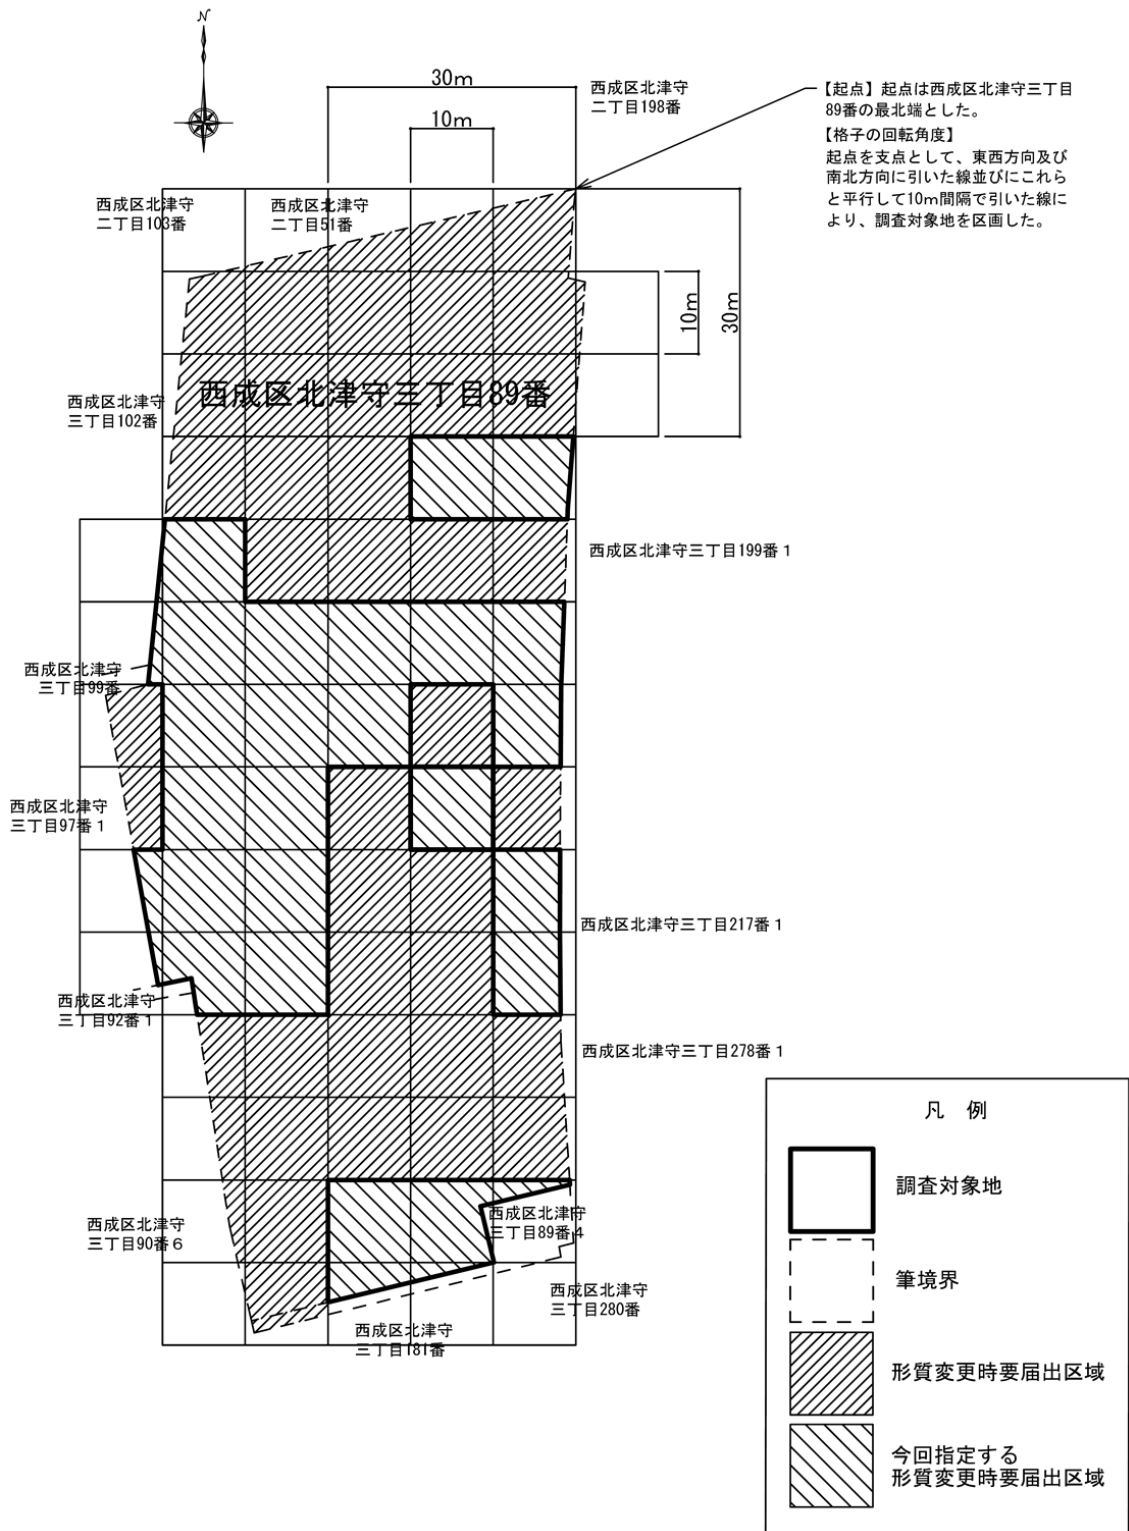 N
30m
10m
西成区北津守
二丁目198番
【起点】起点は西成区北津守三丁目
89番の最北端とした。
【格子の回転角度】
起点を支点として、東西方向及び
南北方向に引いた線並びにこれら
と平行して10m間隔で引いた線に
より、調査対象地を区画した。
西成区北津守
二丁目103番
西成区北津守
二丁目51番
10m
30m
西成区北津守三丁目89番
西成区北津守
三丁目102番
西成区北津守三丁目199番1
西成区北津守
三丁目99番
西成区北津守
三丁目97番1
西成区北津守三丁目217番1
西成区北津守
三丁目92番1
西成区北津守三丁目278番1
西成区北津守
三丁目90番6
西成区北津守
三丁目89番4
西成区北津守
三丁目280番
西成区北津守
三丁目181番
凡 例
調査対象地
筆境界
形質変更時要届出区域
今回指定する
形質変更時要届出区域